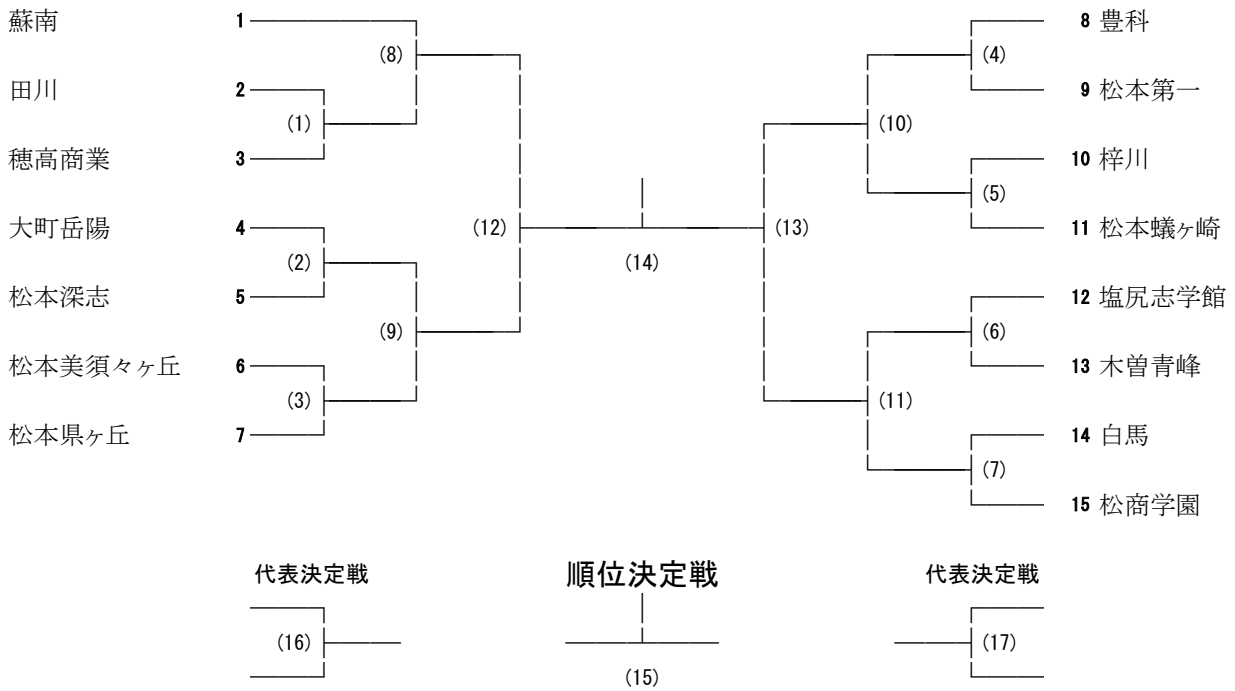 蘇南 1 8 豊科
(8) (4)
田川 2 9 松本第一
(1) (10)
穂高商業 3 10 梓川
(5)
大町岳陽 4 (12) (13) 11 松本蟻ヶ崎
(2) (14)
松本深志 5 12 塩尻志学館
(9) (6)
松本美須々ヶ丘 6 13 木曽青峰
(3) (11)
松本県ヶ丘 7 14 白馬
(7)
15 松商学園
代表決定戦 順位決定戦 代表決定戦
(16) (17)
(15)